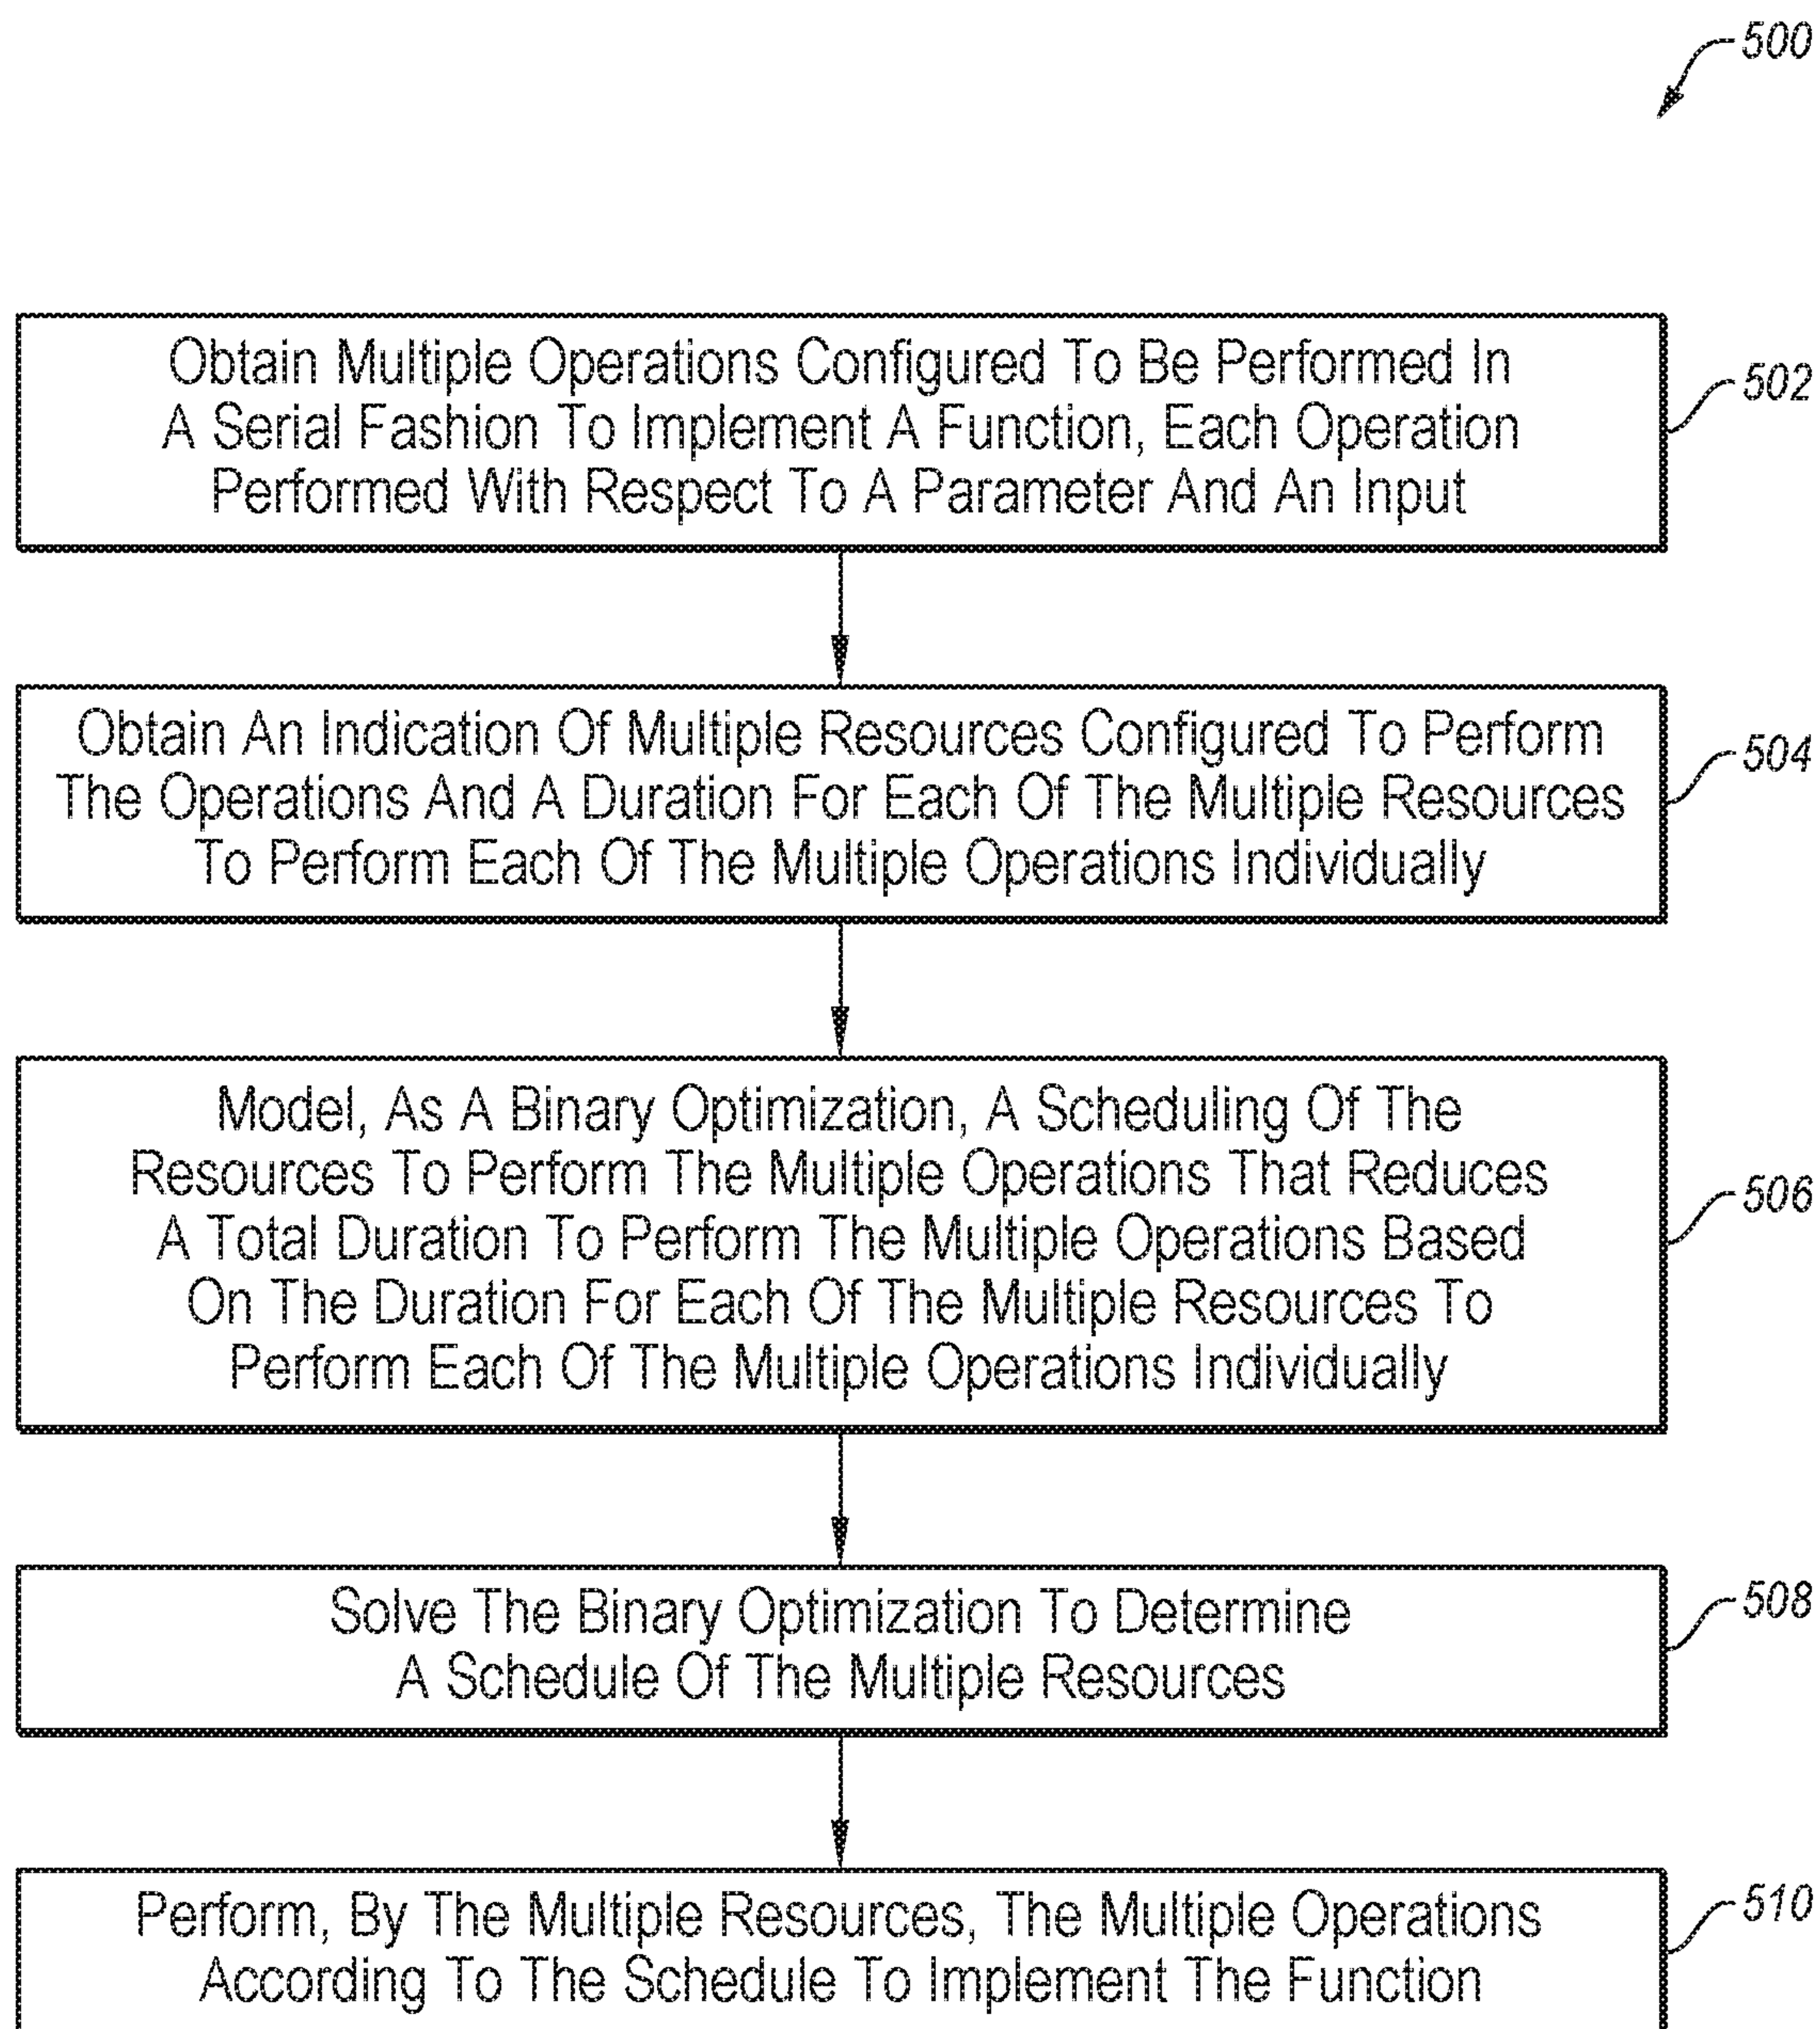 500
Obtain Multiple Operations Configured To Be Performed In
A Serial Fashion To Implement A Function, Each Operation
Performed With Respect To A Parameter And An Input
502
Obtain An Indication Of Multiple Resources Configured To Perform
The Operations And A Duration For Each Of The Multiple Resources
To Perform Each Of The Multiple Operations Individually
504
Model, As A Binary Optimization, A Scheduling Of The
Resources To Perform The Multiple Operations That Reduces
A Total Duration To Perform The Multiple Operations Based
On The Duration For Each Of The Multiple Resources To
Perform Each Of The Multiple Operations Individually
506
Solve The Binary Optimization To Determine
A Schedule Of The Multiple Resources
508
Perform, By The Multiple Resources, The Multiple Operations
According To The Schedule To Implement The Function
510